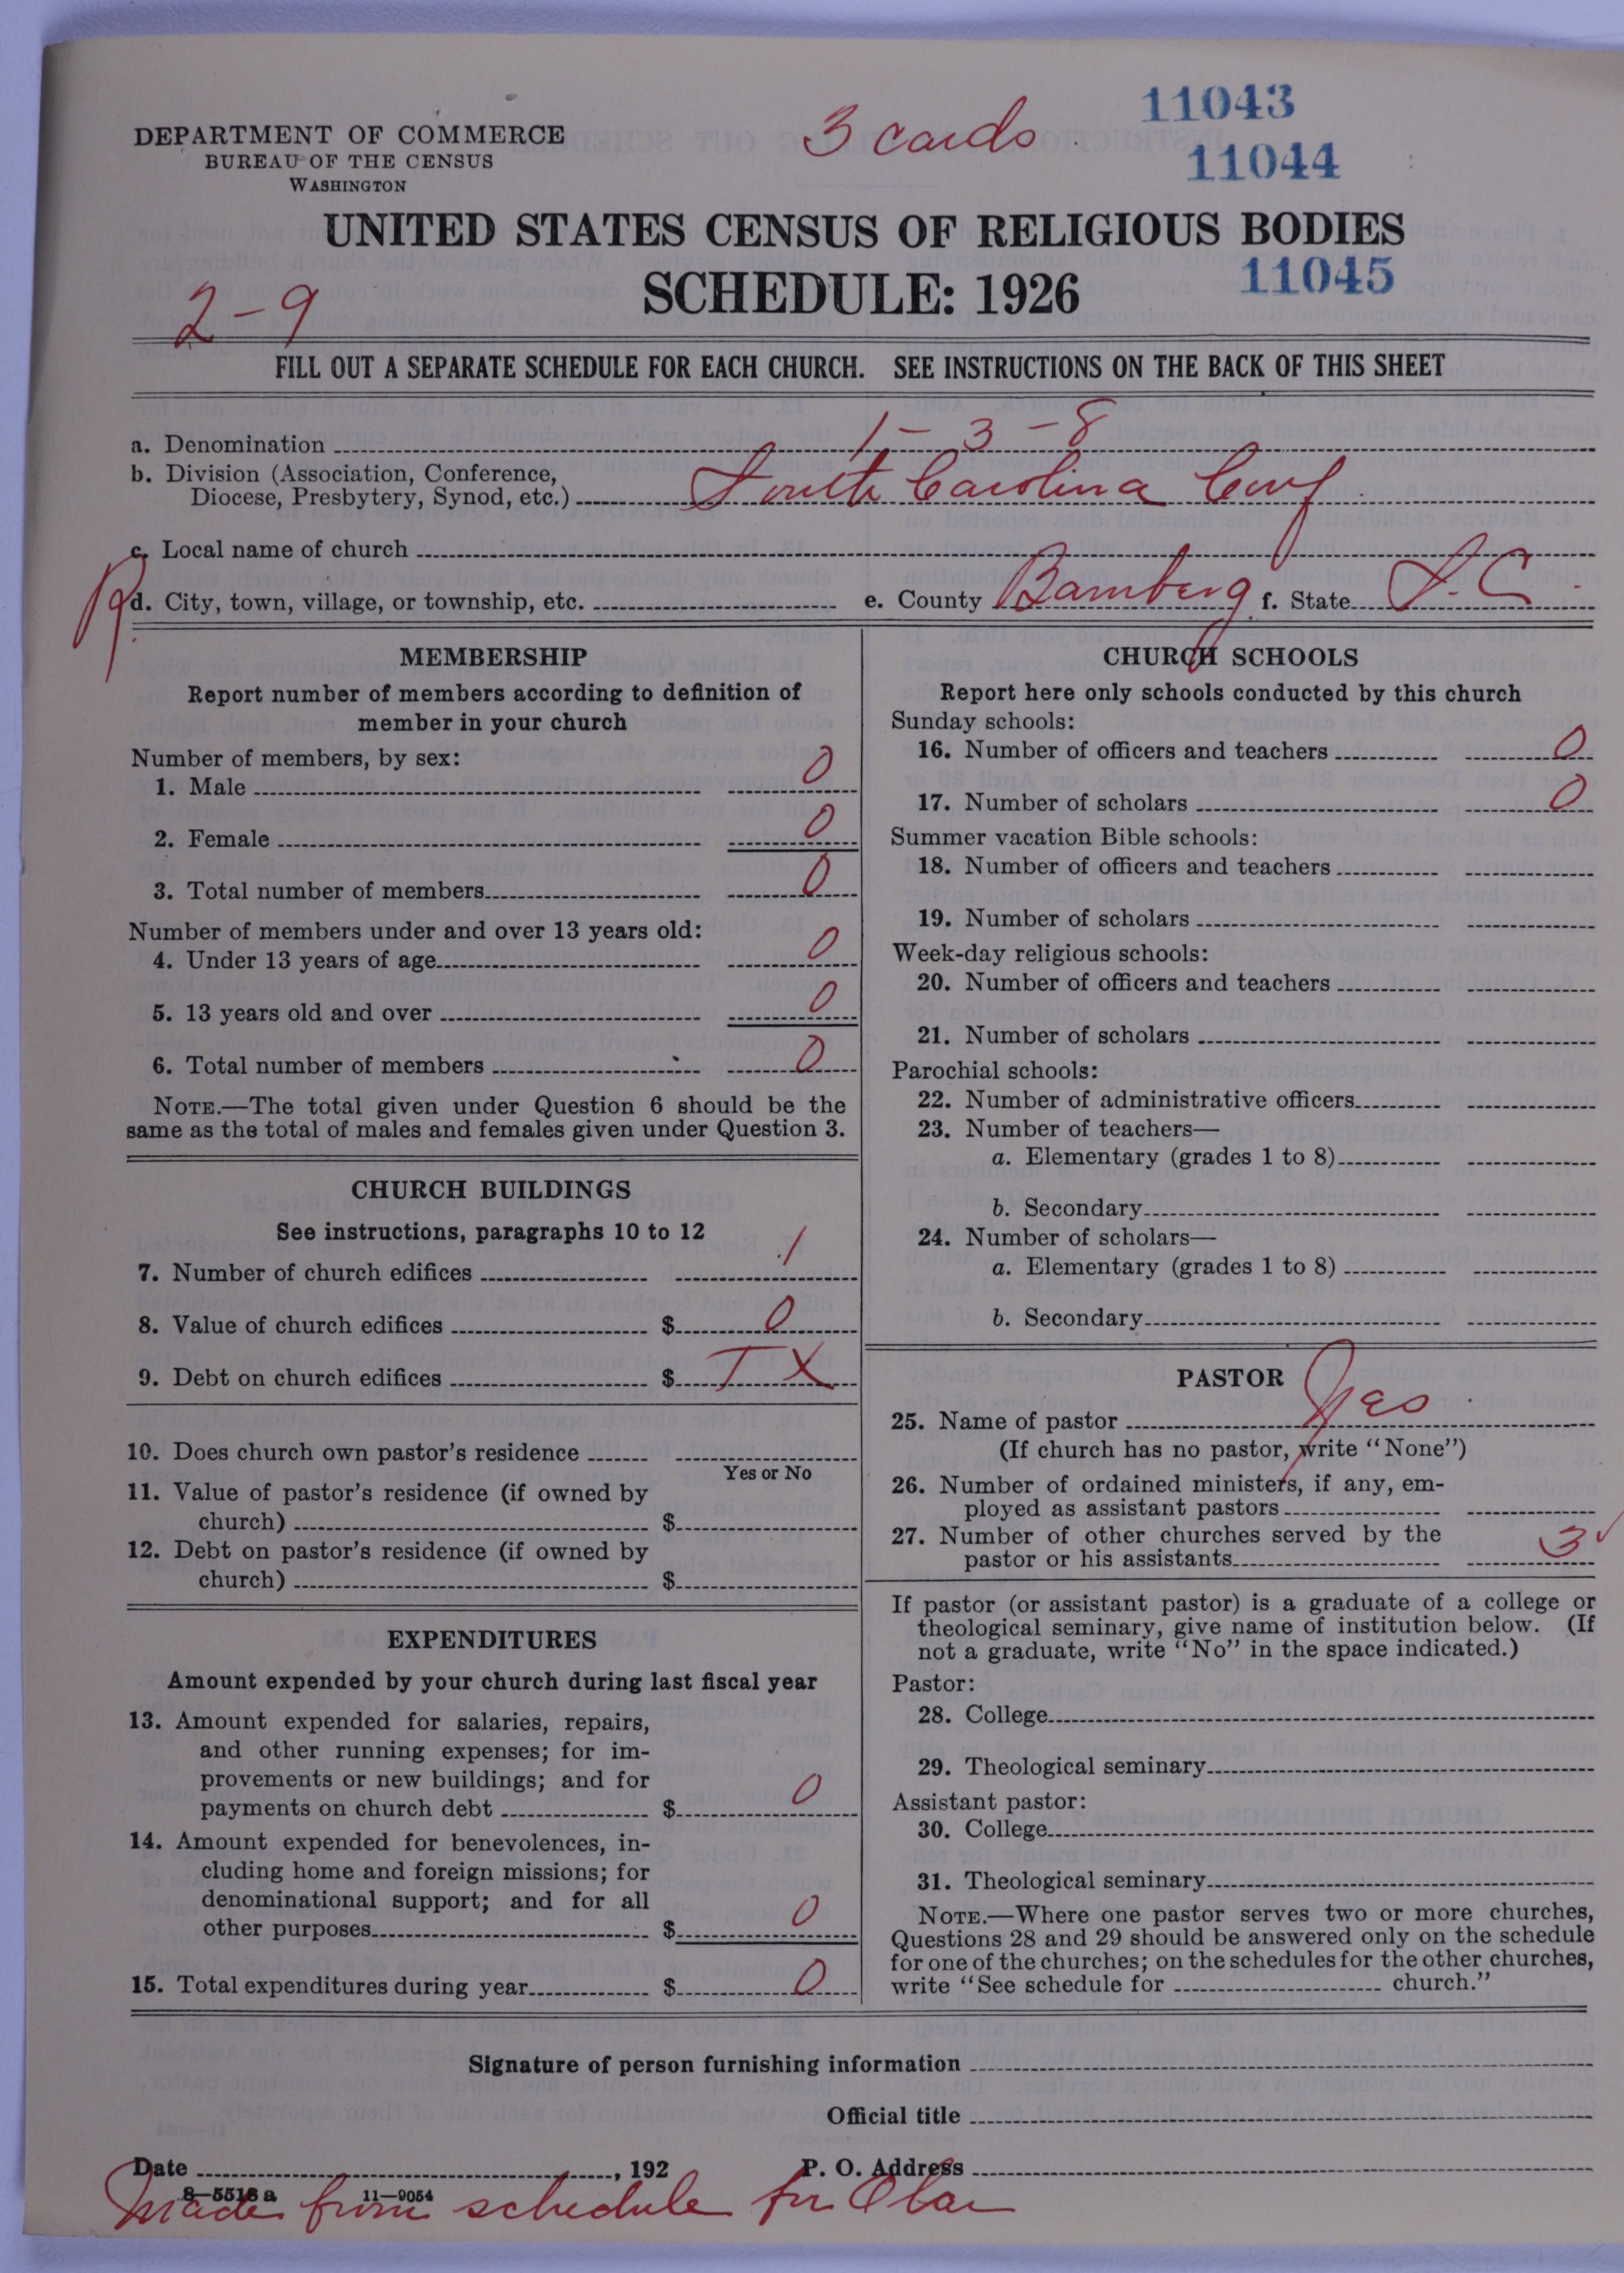 3 cards
11043
11044
11045
DEPARTMENT OF COMMERCE
BUREAU OF THE CENSUS
WASHINGTON
UNITED STATES CENSUS OF RELIGIOUS BODIES
SCHEDULE: 1926
2-9
FILL OUT A SEPARATE SCHEDULE FOR EACH CHURCH. SEE INSTRUCTIONS ON THE BACK OF THIS SHEET
a. Denomination 1-3-8
b. Division (Association, Conference,
Diocese, Presbytery, Synod, etc.) South Carolina Conf
c. Local name of church
R d. City, town, village, or township, etc. e. County Bamberg f. State S.C.
MEMBERSHIP
Report number of members according to definition of
member in your church
Number of members, by sex:
1. Male 0
2. Female 0
3. Total number of members 0
Number of members under and over 13 years old:
4. Under 13 years of age 0
5. 13 years old and over 0
6. Total number of members 0
NOTE.—The total given under Question 6 should be the
same as the total of males and females given under Question 3.
CHURCH BUILDINGS
See instructions, paragraphs 10 to 12
7. Number of church edifices 1
8. Value of church edifices $ 0
9. Debt on church edifices $ T X
10. Does church own pastor's residence
Yes or No
11. Value of pastor's residence (if owned by
church) $
12. Debt on pastor's residence (if owned by
church) $
EXPENDITURES
Amount expended by your church during last fiscal year
13. Amount expended for salaries, repairs,
and other running expenses; for im-
provements or new buildings; and for
payments on church debt $ 0
14. Amount expended for benevolences, in-
cluding home and foreign missions; for
denominational support; and for all
other purposes $ 0
15. Total expenditures during year $ 0
CHURCH SCHOOLS
Report here only schools conducted by this church
Sunday schools:
16. Number of officers and teachers 0
17. Number of scholars 0
Summer vacation Bible schools:
18. Number of officers and teachers
19. Number of scholars
Week-day religious schools:
20. Number of officers and teachers
21. Number of scholars
Parochial schools:
22. Number of administrative officers
23. Number of teachers—
a. Elementary (grades 1 to 8)
b. Secondary
24. Number of scholars—
a. Elementary (grades 1 to 8)
b. Secondary
PASTOR
25. Name of pastor Yes
(If church has no pastor, write "None")
26. Number of ordained ministers, if any, em-
ployed as assistant pastors
27. Number of other churches served by the
pastor or his assistants 3 ✓
If pastor (or assistant pastor) is a graduate of a college or
theological seminary, give name of institution below. (If
not a graduate, write "No" in the space indicated.)
Pastor:
28. College
29. Theological seminary
Assistant pastor:
30. College
31. Theological seminary
NOTE.—Where one pastor serves two or more churches,
Questions 28 and 29 should be answered only on the schedule
for one of the churches; on the schedules for the other churches,
write "See schedule for church."
Signature of person furnishing information
Official title
Date , 192 P. O. Address
8-5518 a 11-9054
Made from schedule for Olar